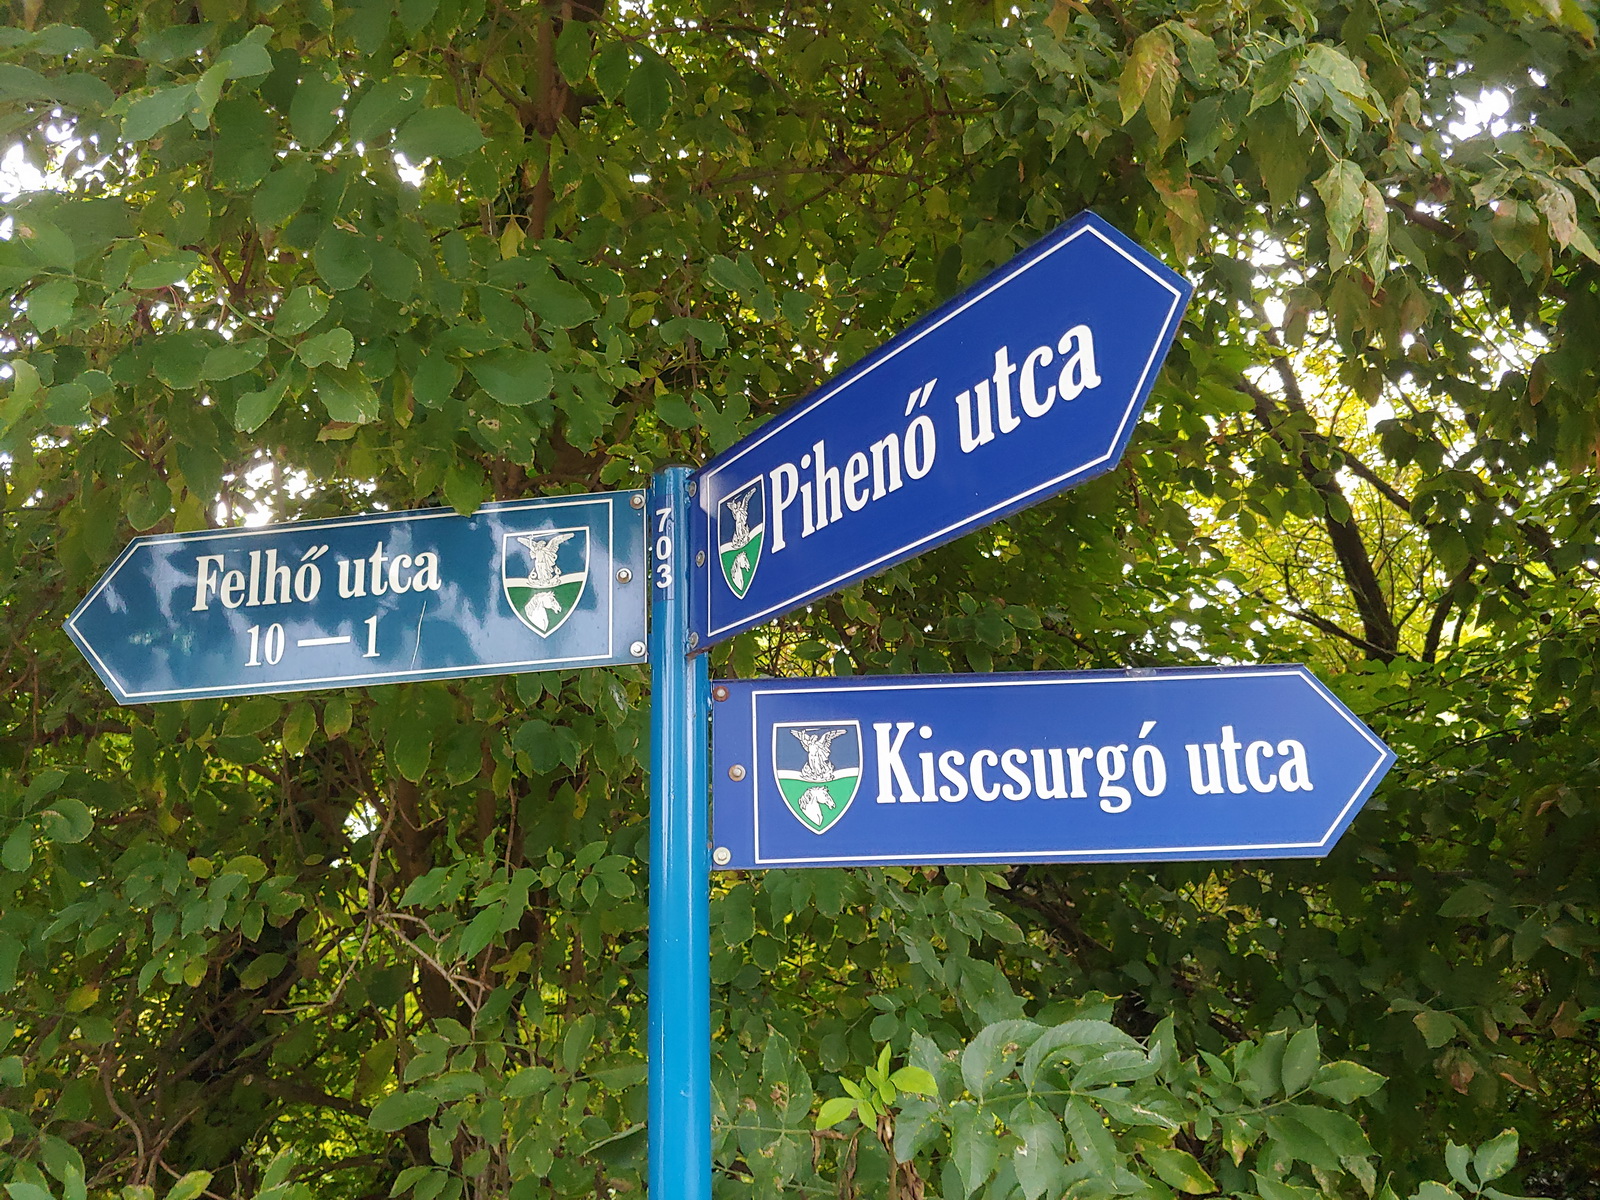 Felhő utca
10 — 1
703
Pihenő utca
Kiscsurgó utca